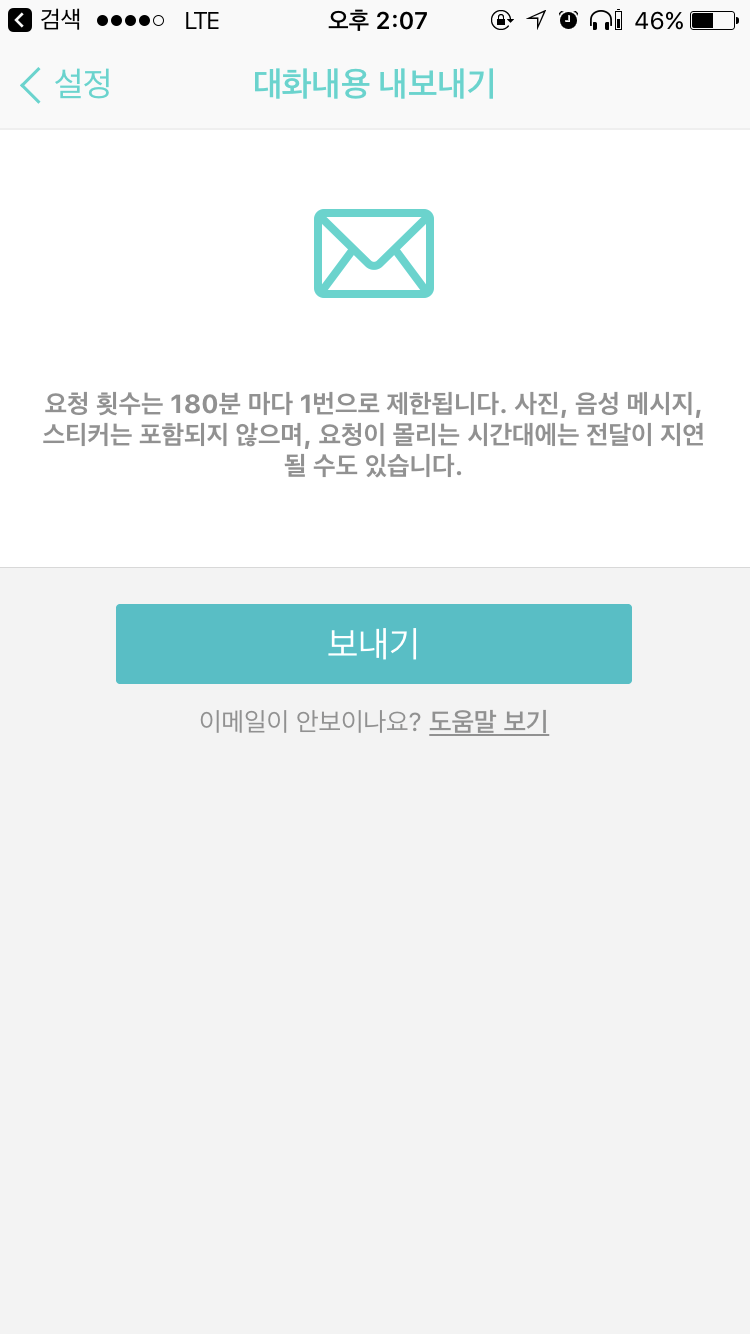 검색 LTE 오후 2:07 46%
설정 대화내용 내보내기
요청 횟수는 180분 마다 1번으로 제한됩니다. 사진, 음성 메시지,
스티커는 포함되지 않으며, 요청이 몰리는 시간대에는 전달이 지연
될 수도 있습니다.
보내기
이메일이 안보이나요? 도움말 보기